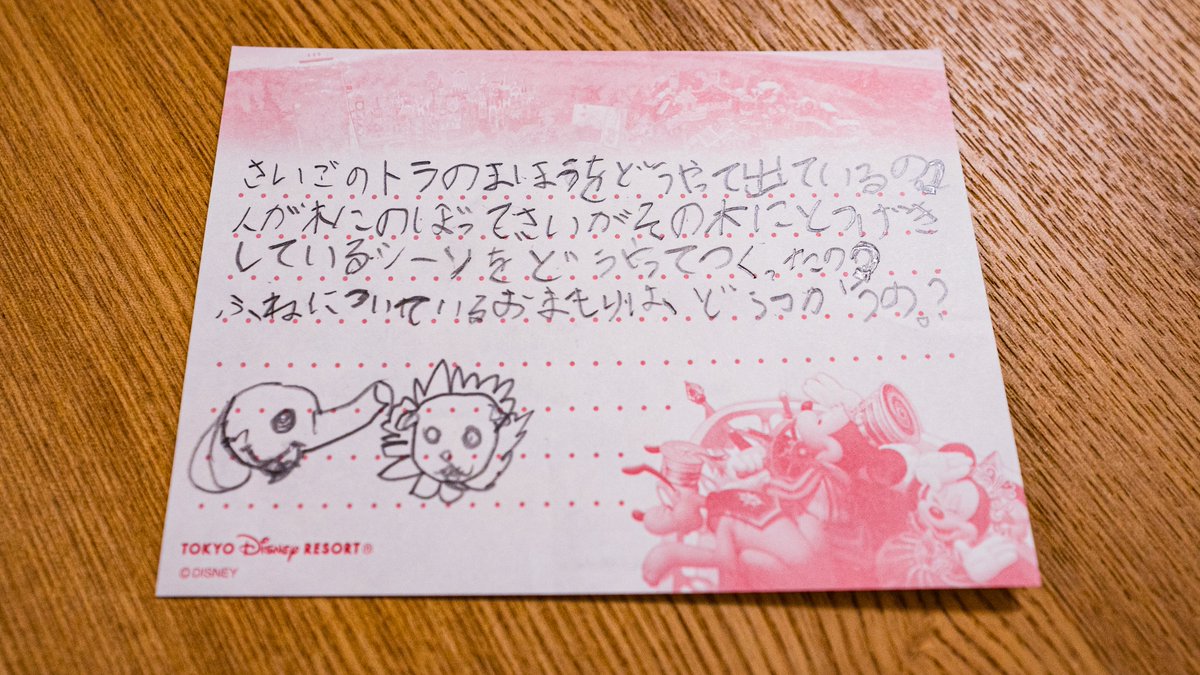 さいごのトラのまほうをどうやって出ているの?
人が木にのぼってさいがその木にとつげき
しているシーソをどうやってつくったの?
ふねについているおまもりは、どうつかうの?
TOKYO Disney RESORT®
©DISNEY